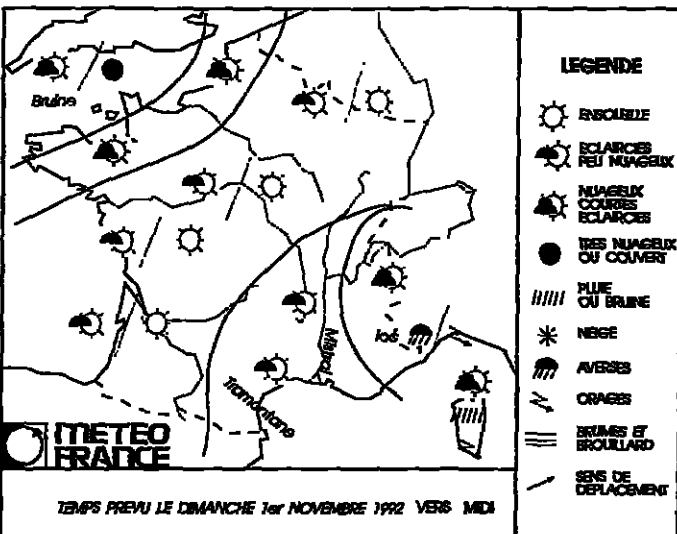 Bruine
Mistral
Iso
Tramontane
METEO
FRANCE
TEMPS PREVU LE DIMANCHE 1er NOVEMBRE 1992 VERS MIDI
LEGENDE
ENSOLEILLE
ECLAIRCIES
PEU NUAGEUX
NUAGEUX
COURTES
ECLAIRCIES
TRES NUAGEUX
OU COUVERT
PLUIE
OU BRUINE
NEIGE
AVERSES
ORAGES
BRUMES ET
BROUILLARD
SENS DE
DEPLACEMENT